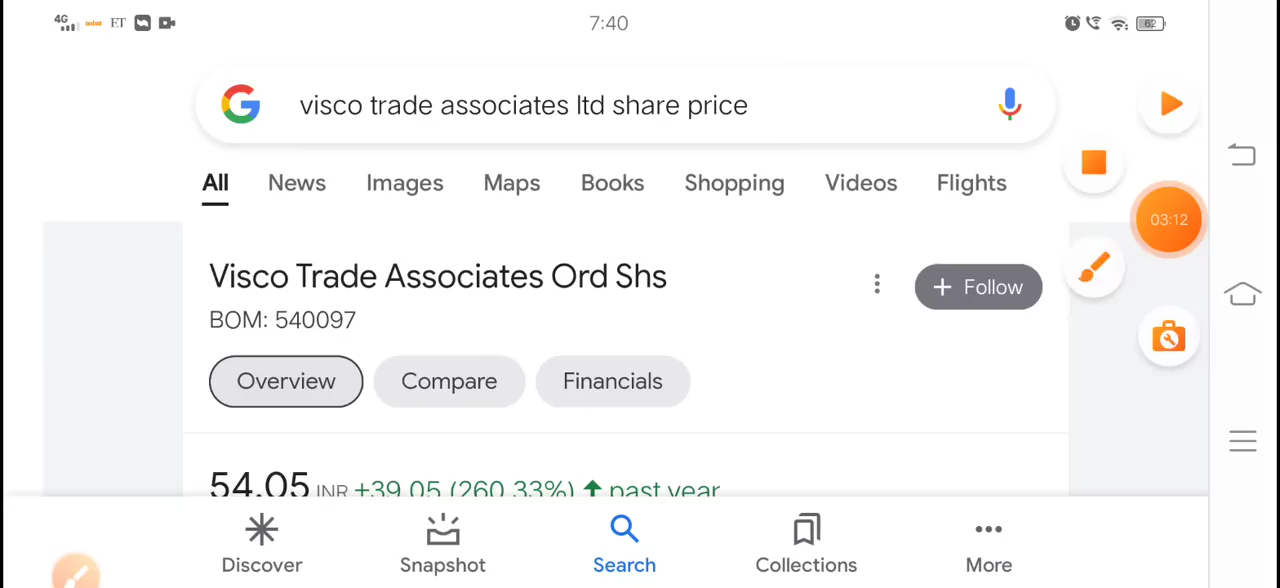 4G mint ET 7:40 62
visco trade associates ltd share price
All News Images Maps Books Shopping Videos Flights
03:12
Visco Trade Associates Ord Shs
+ Follow
BOM: 540097
Overview Compare Financials
54.05 INR +39.05 (260.33%) ↑ past year
Discover Snapshot Search Collections More